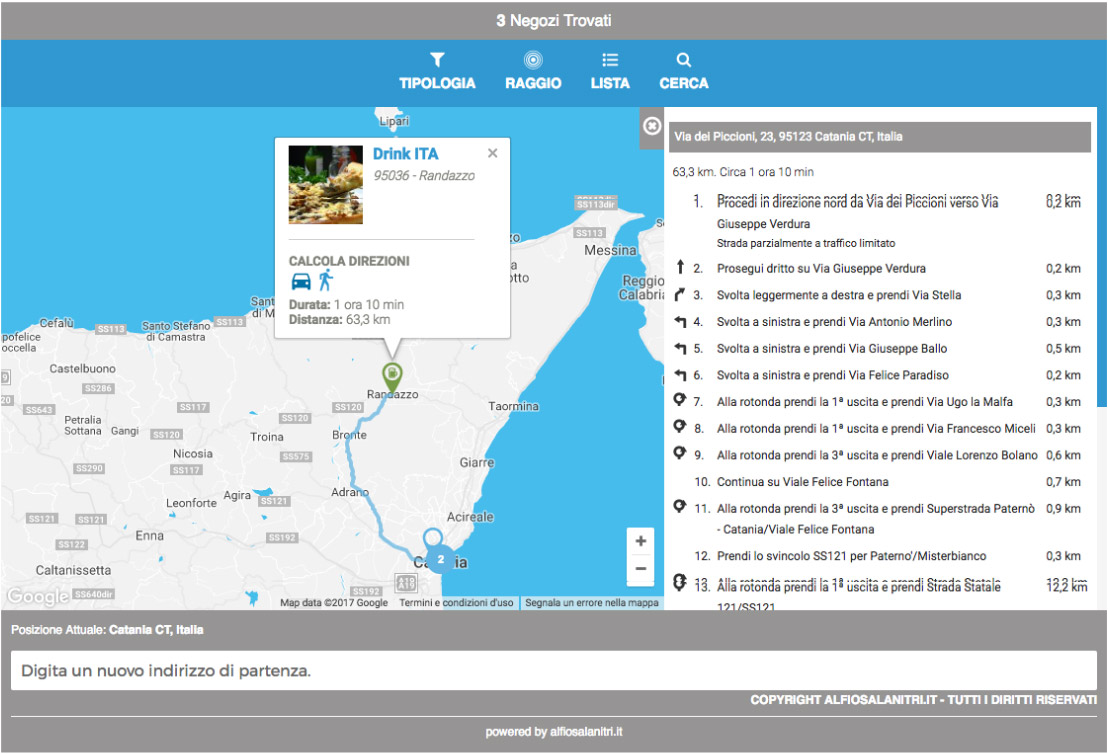 3 Negozi Trovati
TIPOLOGIA
RAGGIO
LISTA
CERCA
Lipari
Drink ITA
95036 - Randazzo
CALCOLA DIREZIONI
Durata: 1 ora 10 min
Distanza: 63,3 km
SS113dir
SS113
Messina
Reggio
Calabria
Cefalù
SS113
Santo Stefano
di Camastra
SS113
Castelbuono
SS286
SS643
SS117
Randazzo
SS120
SS120
Taormina
Petralia
Sottana
Gangi
SS120
Troina
Bronte
Nicosia
SS575
SS290
SS117
Giarre
Agira
SS121
Adrano
Leonforte
SS121
SS121
Acireale
Enna
SS192
SS122
2
Caltanissetta
A19
SS640dir
SS192
Google
Map data ©2017 Google
Termini e condizioni d'uso
Segnala un errore nella mappa
+
−
Via dei Piccioni, 23, 95123 Catania CT, Italia
63,3 km. Circa 1 ora 10 min
1. Procedi in direzione nord da Via dei Piccioni verso Via 0,2 km
Giuseppe Verdura
Strada parzialmente a traffico limitato
2. Prosegui dritto su Via Giuseppe Verdura 0,2 km
3. Svolta leggermente a destra e prendi Via Stella 0,3 km
4. Svolta a sinistra e prendi Via Antonio Merlino 0,3 km
5. Svolta a sinistra e prendi Via Giuseppe Ballo 0,5 km
6. Svolta a sinistra e prendi Via Felice Paradiso 0,2 km
7. Alla rotonda prendi la 1ª uscita e prendi Via Ugo la Malfa 0,3 km
8. Alla rotonda prendi la 1ª uscita e prendi Via Francesco Miceli 0,3 km
9. Alla rotonda prendi la 3ª uscita e prendi Viale Lorenzo Bolano 0,6 km
10. Continua su Viale Felice Fontana 0,7 km
11. Alla rotonda prendi la 3ª uscita e prendi Superstrada Paternò 0,9 km
- Catania/Viale Felice Fontana
12. Prendi lo svincolo SS121 per Paterno'/Misterbianco 0,3 km
13. Alla rotonda prendi la 1ª uscita e prendi Strada Statale 12,2 km
121/SS121
Posizione Attuale: Catania CT, Italia
Digita un nuovo indirizzo di partenza.
COPYRIGHT ALFIOSALANITRI.IT - TUTTI I DIRITTI RISERVATI
powered by alfiosalanitri.it